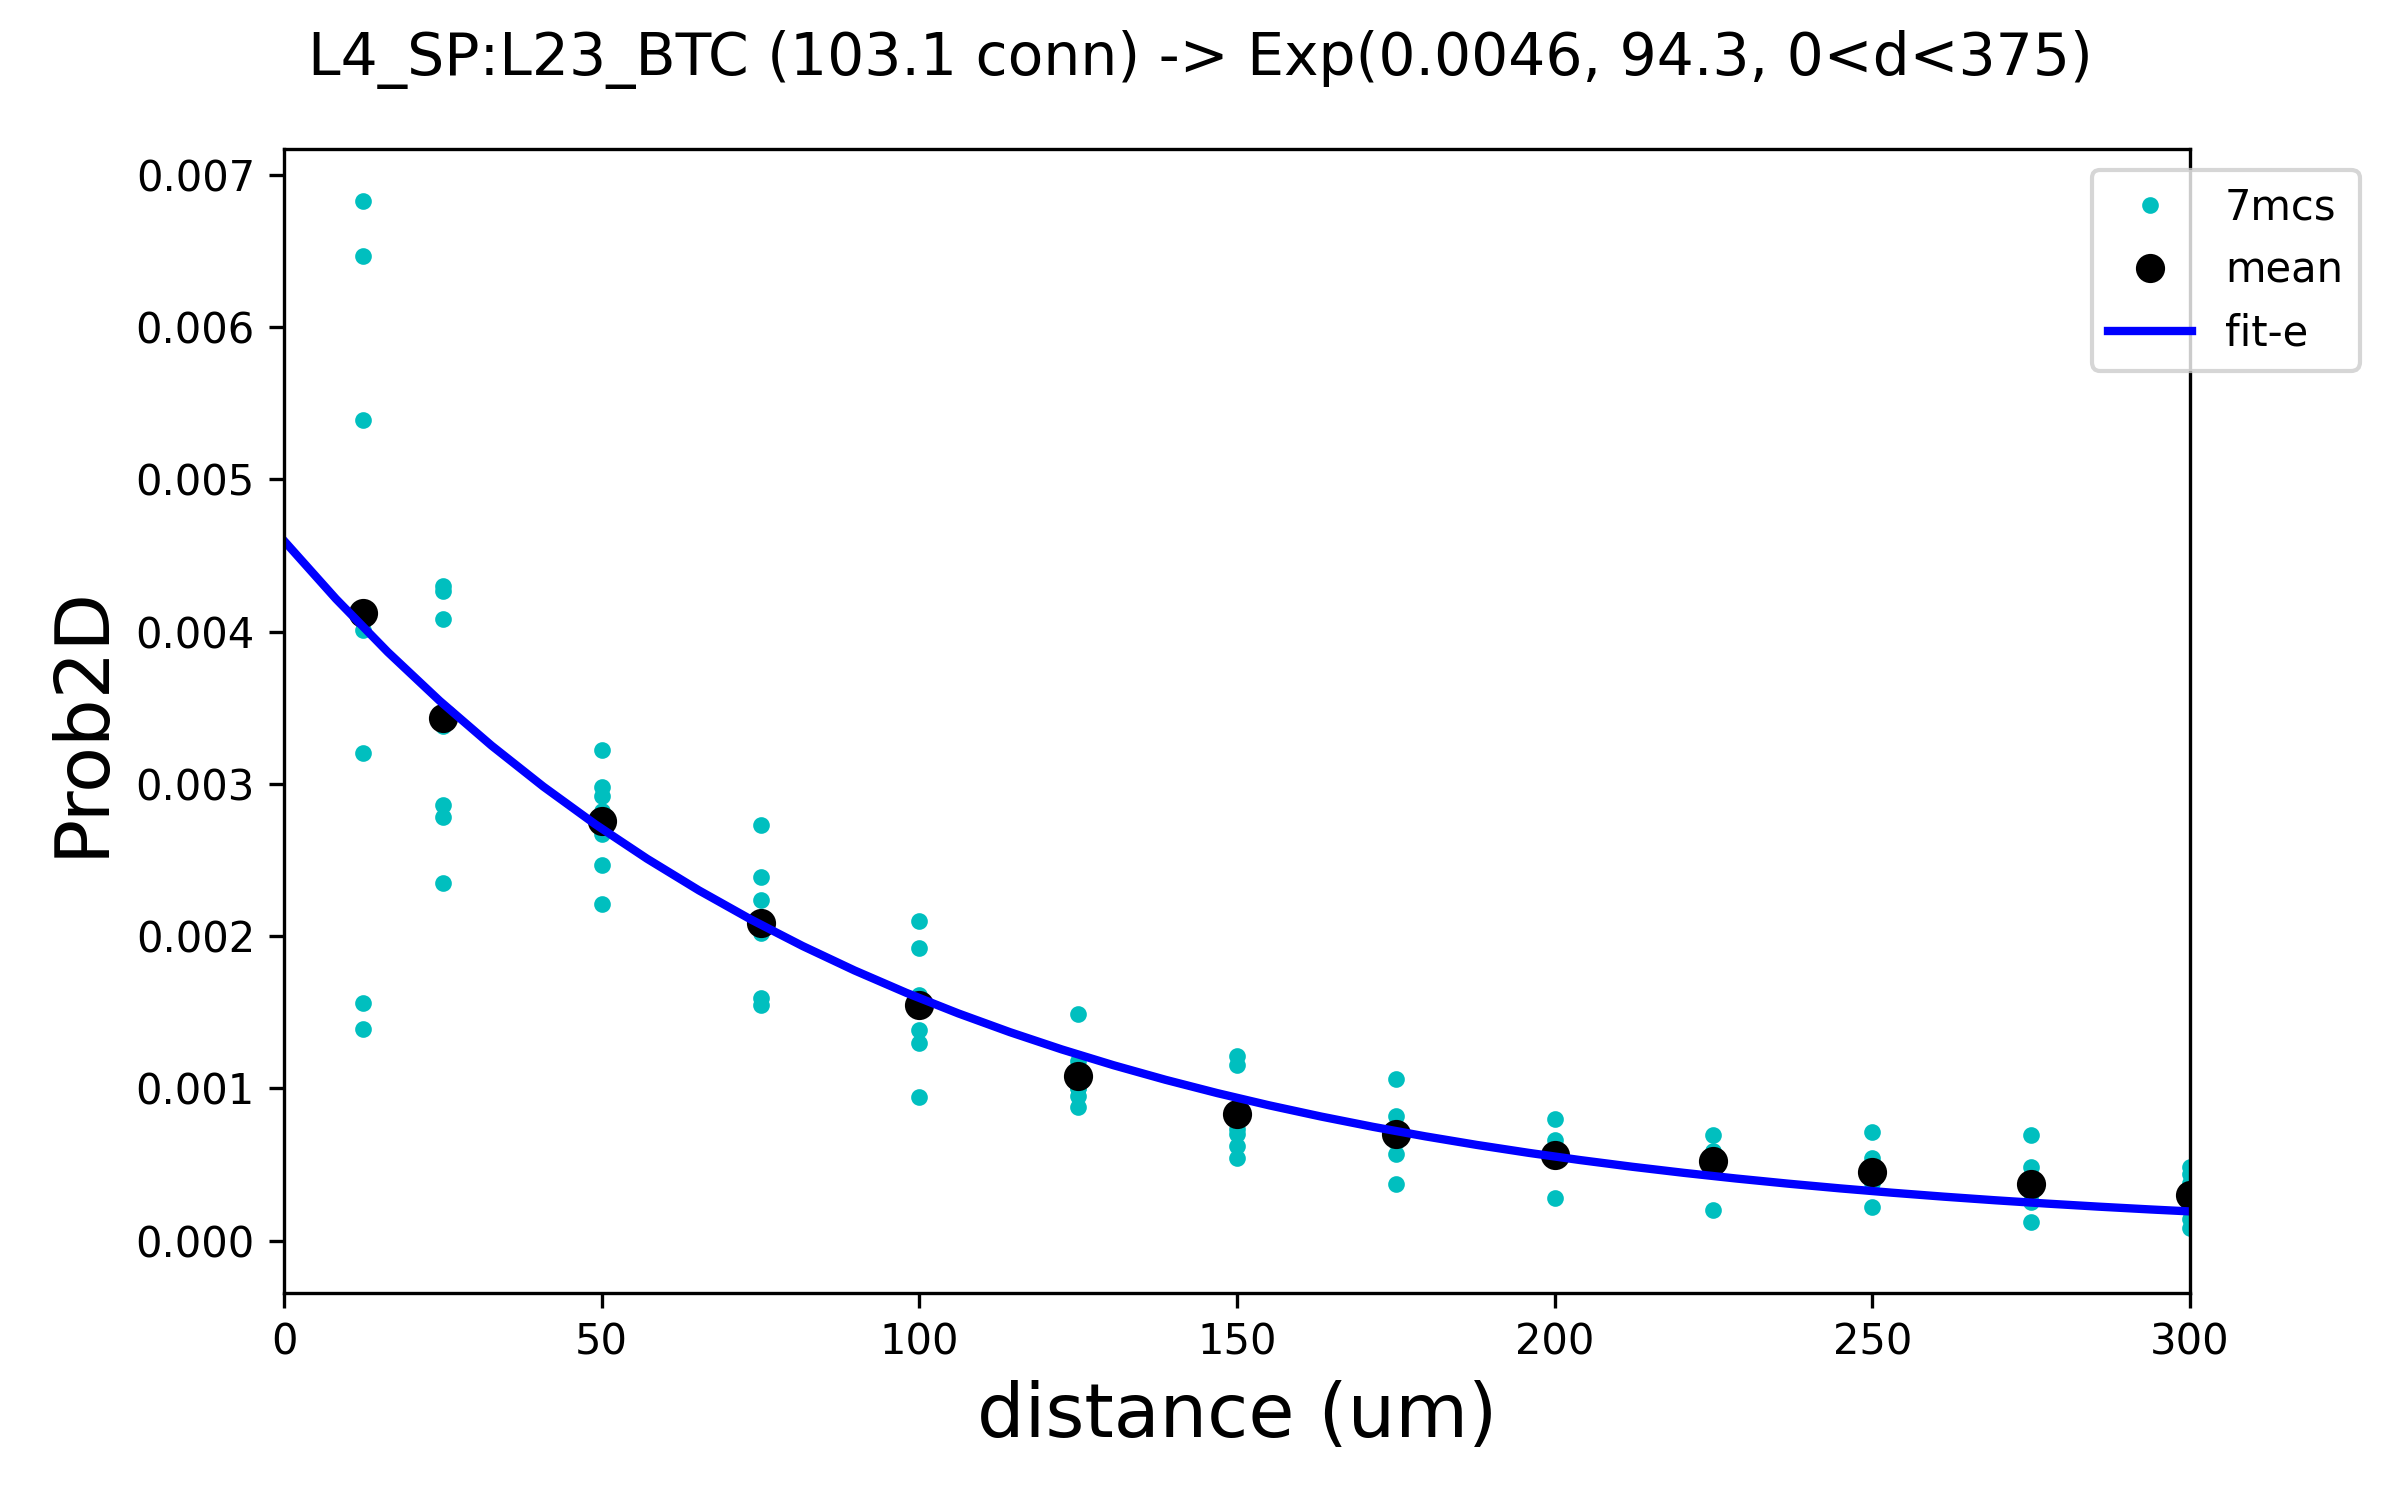 L4_SP:L23_BTC (103.1 conn) -> Exp(0.0046, 94.3, 0<d<375)
0.007
0.006
0.005
0.004
0.003
0.002
0.001
0.000
Prob2D
0 50 100 150 200 250 300
distance (um)
7mcs
mean
fit-e